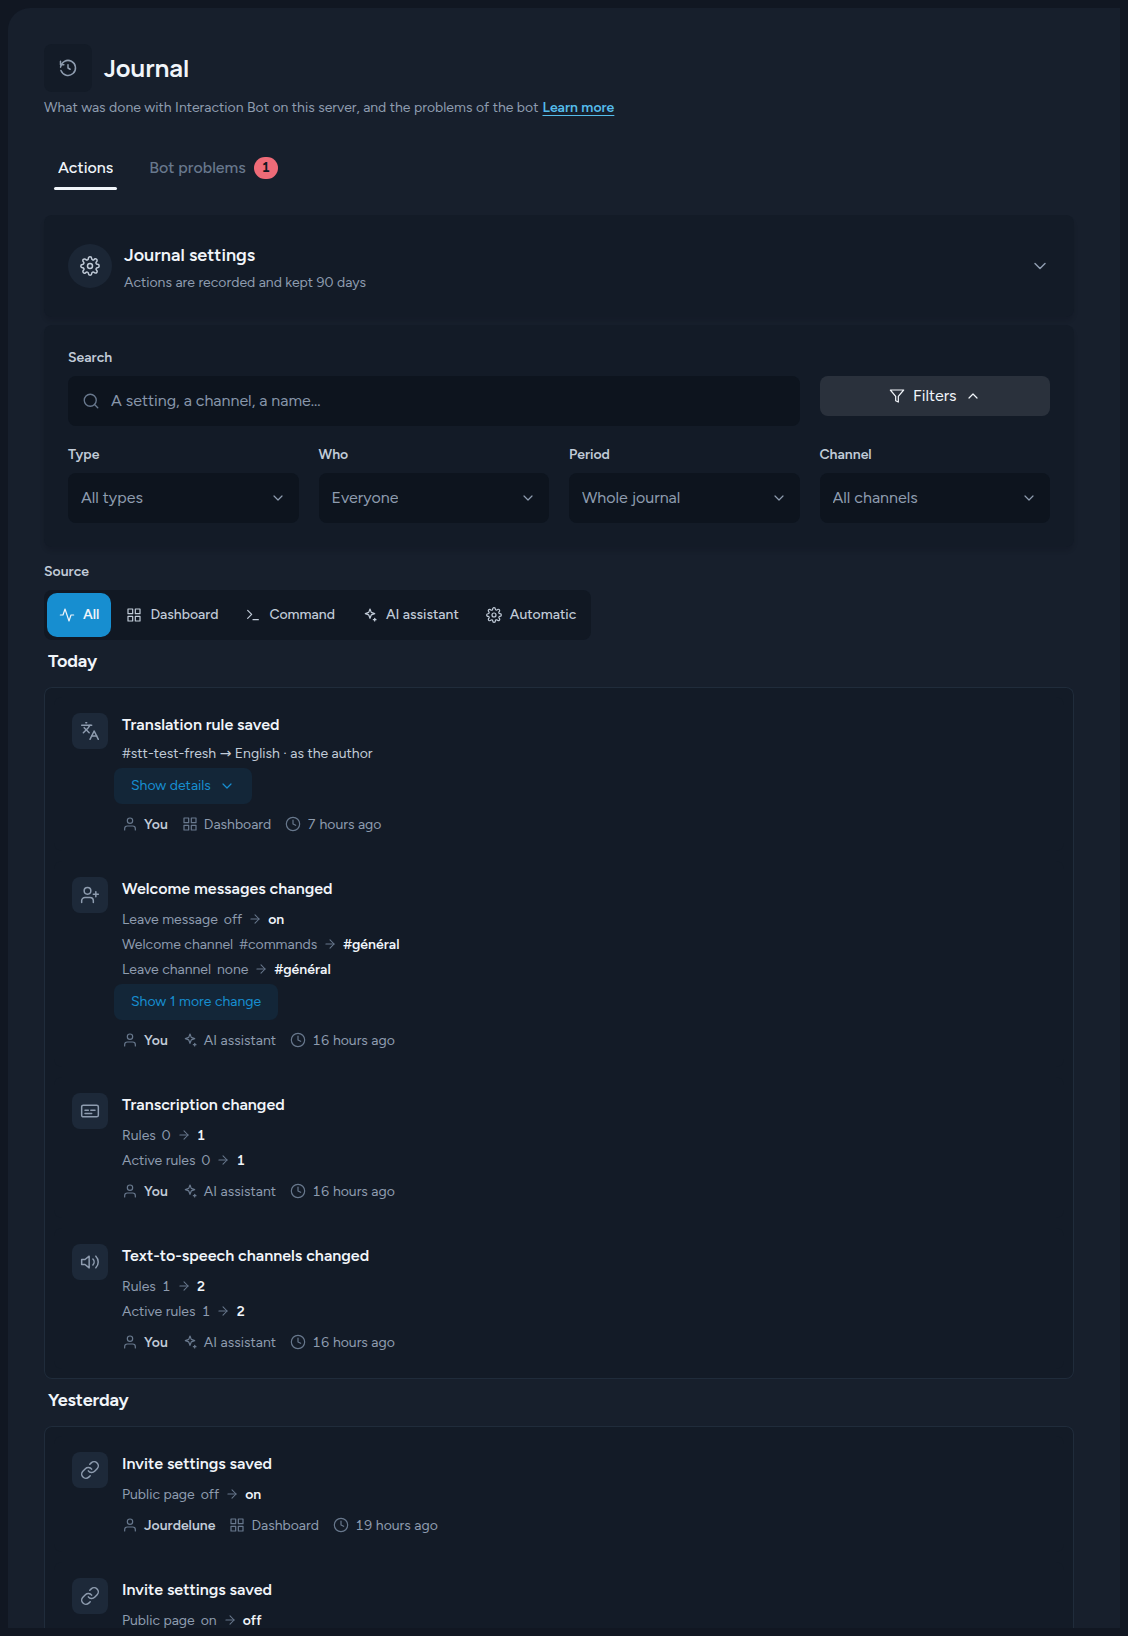 Journal
What was done with Interaction Bot on this server, and the problems of the bot Learn more
Actions
Bot problems 1
Journal settings
Actions are recorded and kept 90 days
Search
A setting, a channel, a name...
Filters
Type
Who
Period
Channel
All types
Everyone
Whole journal
All channels
Source
All
Dashboard
Command
AI assistant
Automatic
Today
Translation rule saved
#stt-test-fresh → English · as the author
Show details
You Dashboard 7 hours ago
Welcome messages changed
Leave message off → on
Welcome channel #commands → #général
Leave channel none → #général
Show 1 more change
You AI assistant 16 hours ago
Transcription changed
Rules 0 → 1
Active rules 0 → 1
You AI assistant 16 hours ago
Text-to-speech channels changed
Rules 1 → 2
Active rules 1 → 2
You AI assistant 16 hours ago
Yesterday
Invite settings saved
Public page off → on
Jourdelune Dashboard 19 hours ago
Invite settings saved
Public page on → off